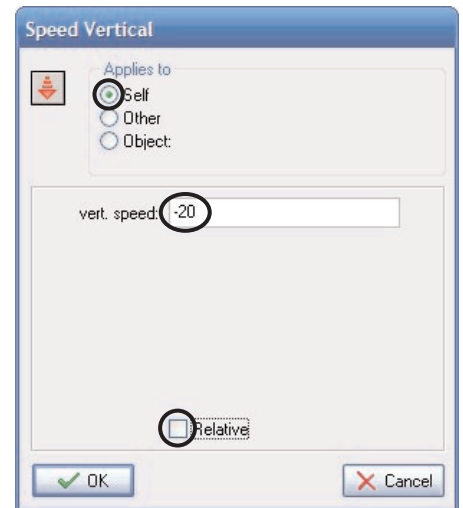 Speed Vertical
Applies to
Self
Other
Object:
vert. speed: -20
Relative
OK
Cancel